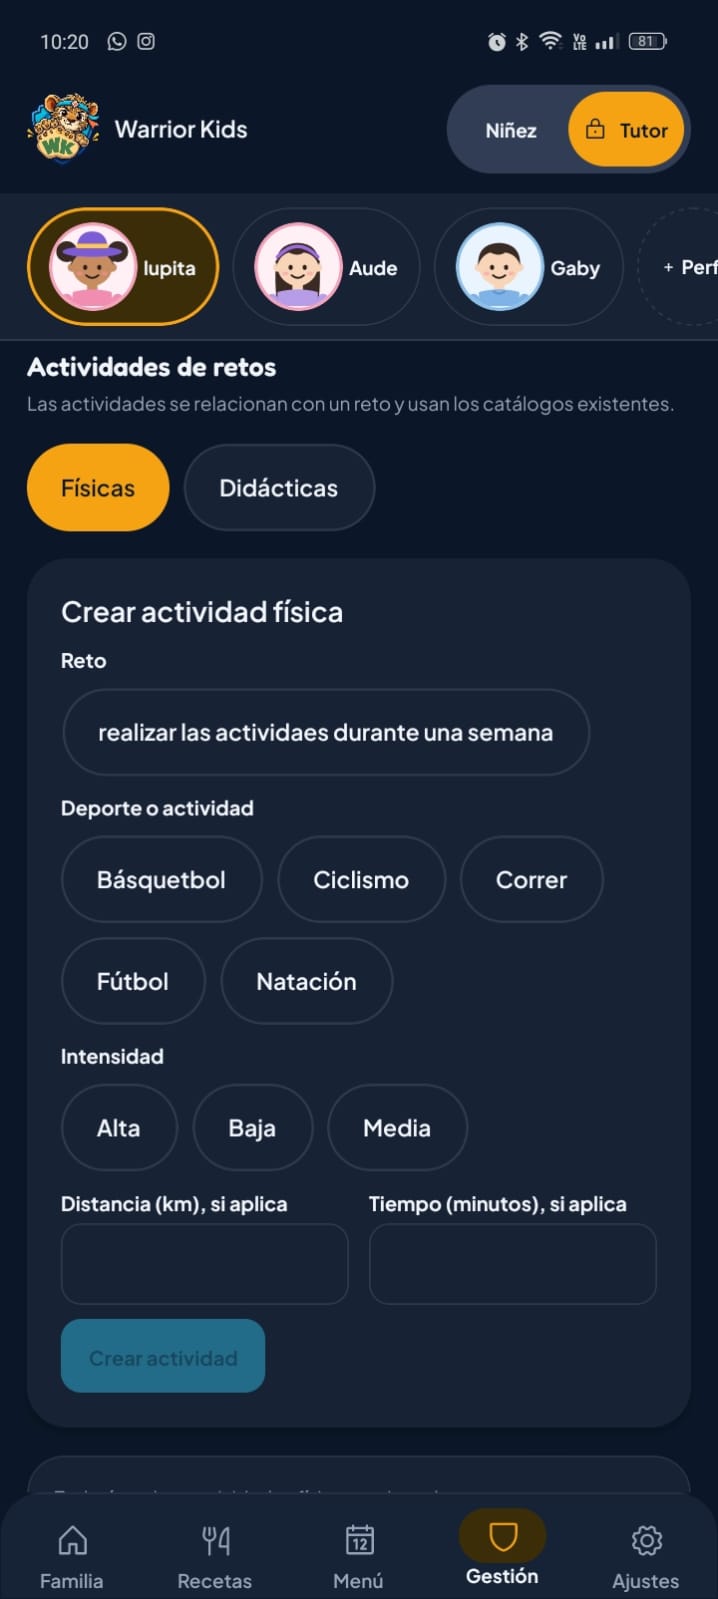 10:20
VoLTE
81
WK
Warrior Kids
Niñez
Tutor
lupita
Aude
Gaby
+ Perf
Actividades de retos
Las actividades se relacionan con un reto y usan los catálogos existentes.
Físicas
Didácticas
Crear actividad física
Reto
realizar las actividaes durante una semana
Deporte o actividad
Básquetbol
Ciclismo
Correr
Fútbol
Natación
Intensidad
Alta
Baja
Media
Distancia (km), si aplica
Tiempo (minutos), si aplica
Crear actividad
12
Familia
Recetas
Menú
Gestión
Ajustes